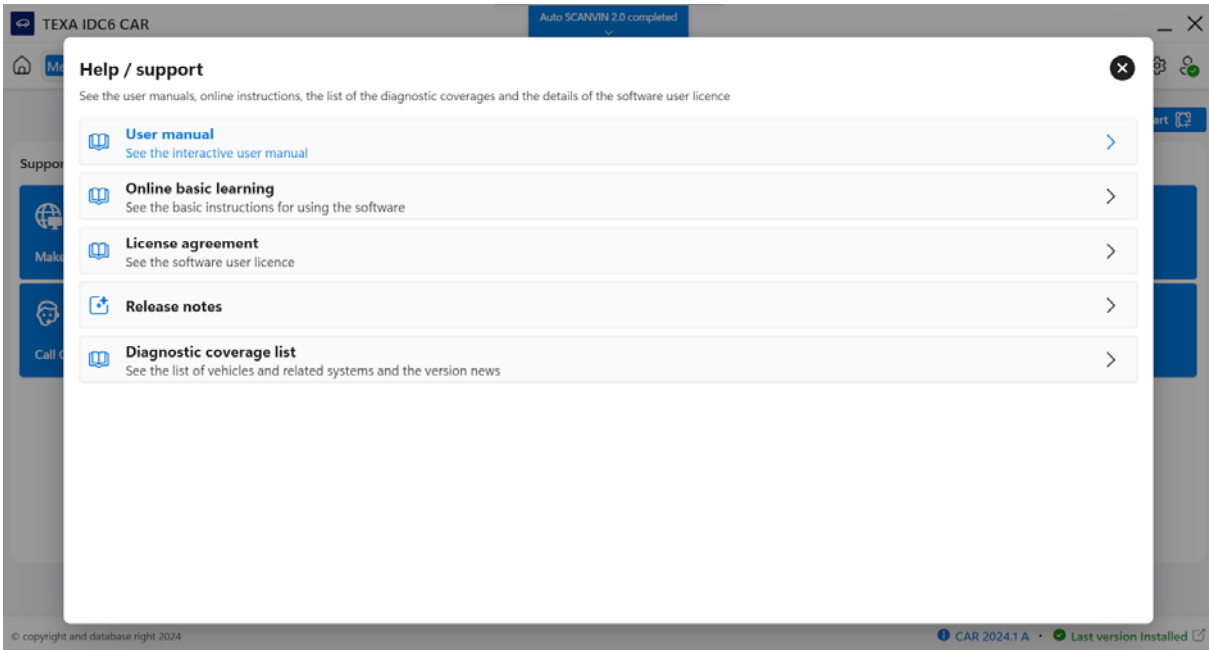 TEXA IDC6 CAR
Auto SCANVIN 2.0 completed
Help / support
See the user manuals, online instructions, the list of the diagnostic coverages and the details of the software user licence
User manual
See the interactive user manual
Online basic learning
See the basic instructions for using the software
License agreement
See the software user licence
Release notes
Diagnostic coverage list
See the list of vehicles and related systems and the version news
Make
Call
© copyright and database right 2024
CAR 2024.1 A · Last version Installed